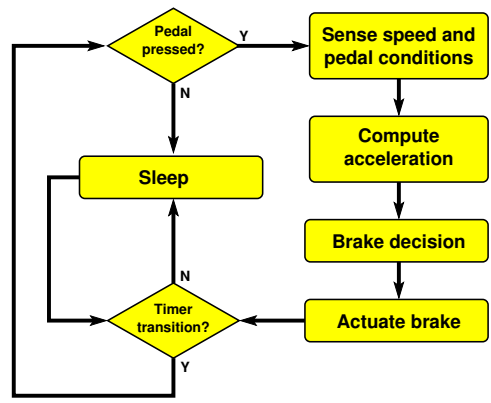 Pedal
pressed?
Y
Sense speed and
pedal conditions
N
Compute
acceleration
Sleep
Brake decision
N
Timer
transition?
Actuate brake
Y